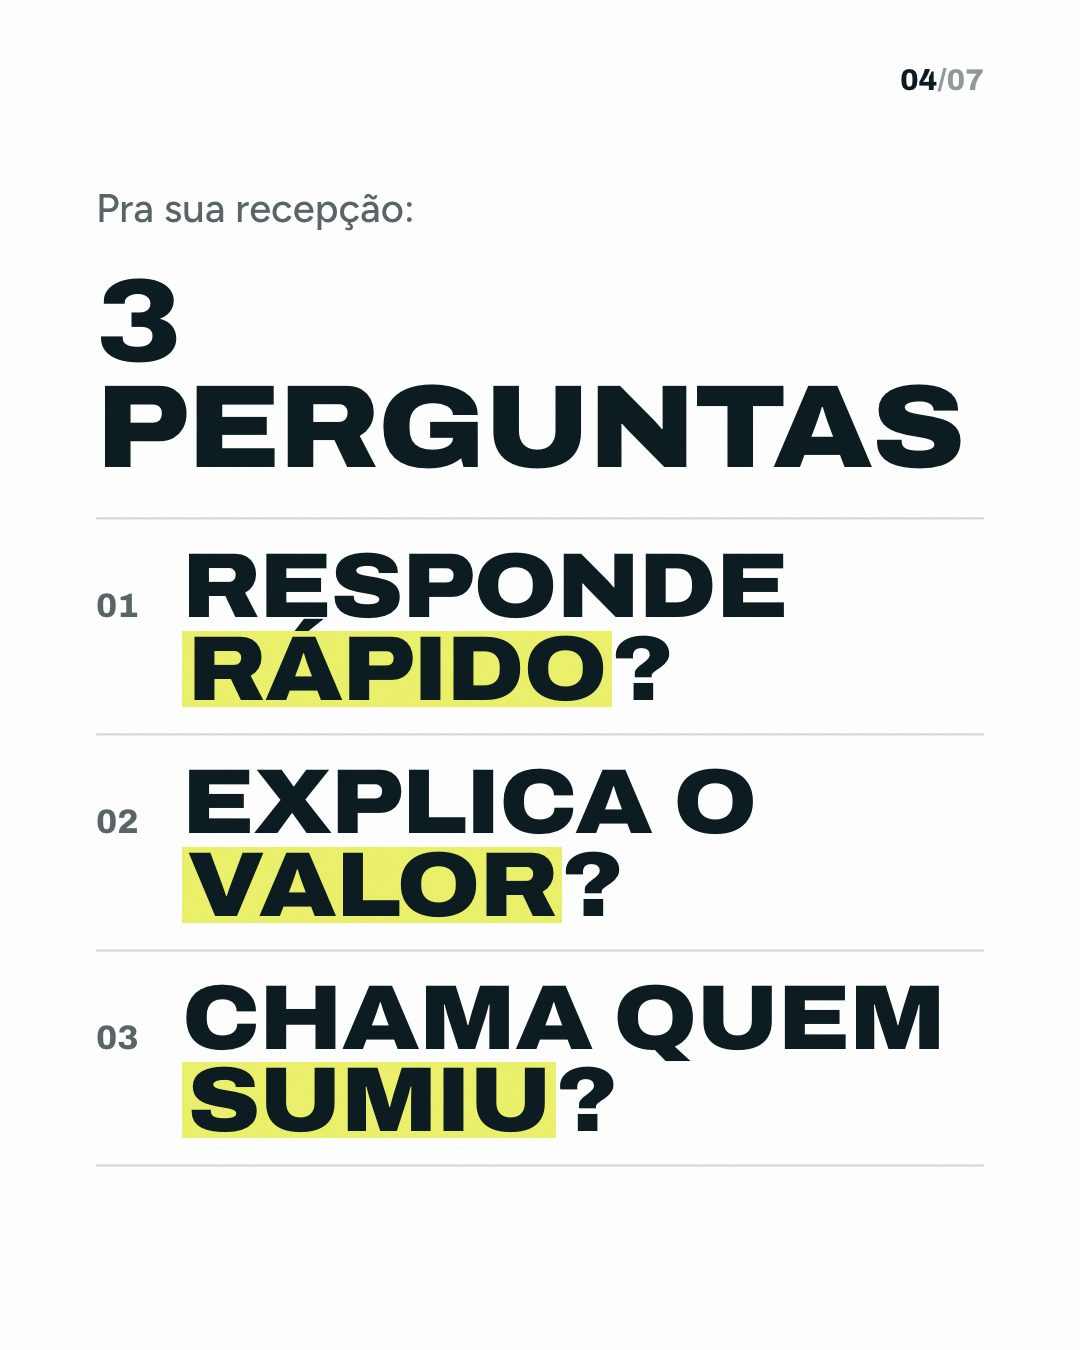 04/07
Pra sua recepção:
3
PERGUNTAS
01
RESPONDE
RÁPIDO?
02
EXPLICA O
VALOR?
03
CHAMA QUEM
SUMIU?